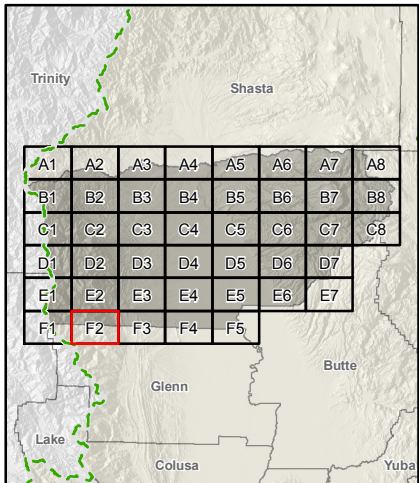 Trinity
Shasta
A1 A2 A3 A4 A5 A6 A7 A8
B1 B2 B3 B4 B5 B6 B7 B8
C1 C2 C3 C4 C5 C6 C7 C8
D1 D2 D3 D4 D5 D6 D7
E1 E2 E3 E4 E5 E6 E7
F1 F2 F3 F4 F5
Butte
Glenn
Lake
Colusa
Yuba